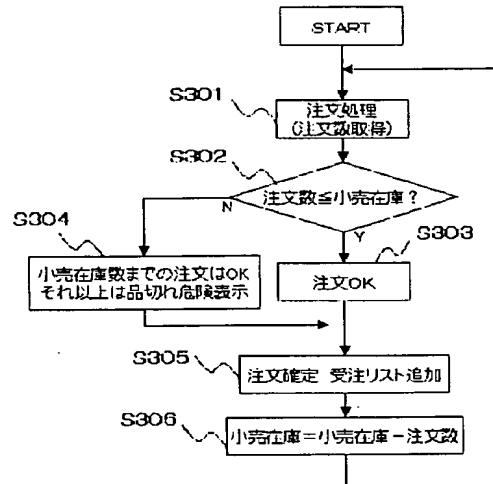 START
S301
注文処理
(注文数取得)
S302
注文数≦小売在庫？
N
Y
S304
S303
小売在庫数までの注文はOK
それ以上は品切れ危険表示
注文OK
S305
注文確定 受注リスト追加
S306
小売在庫＝小売在庫－注文数